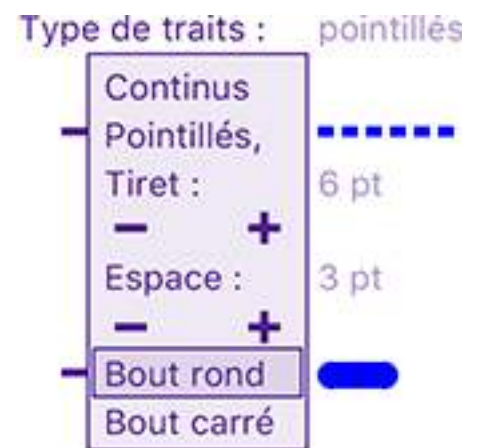 Type de traits : pointillés
Continus
Pointillés,
Tiret : 6 pt
− +
Espace : 3 pt
− +
Bout rond
Bout carré